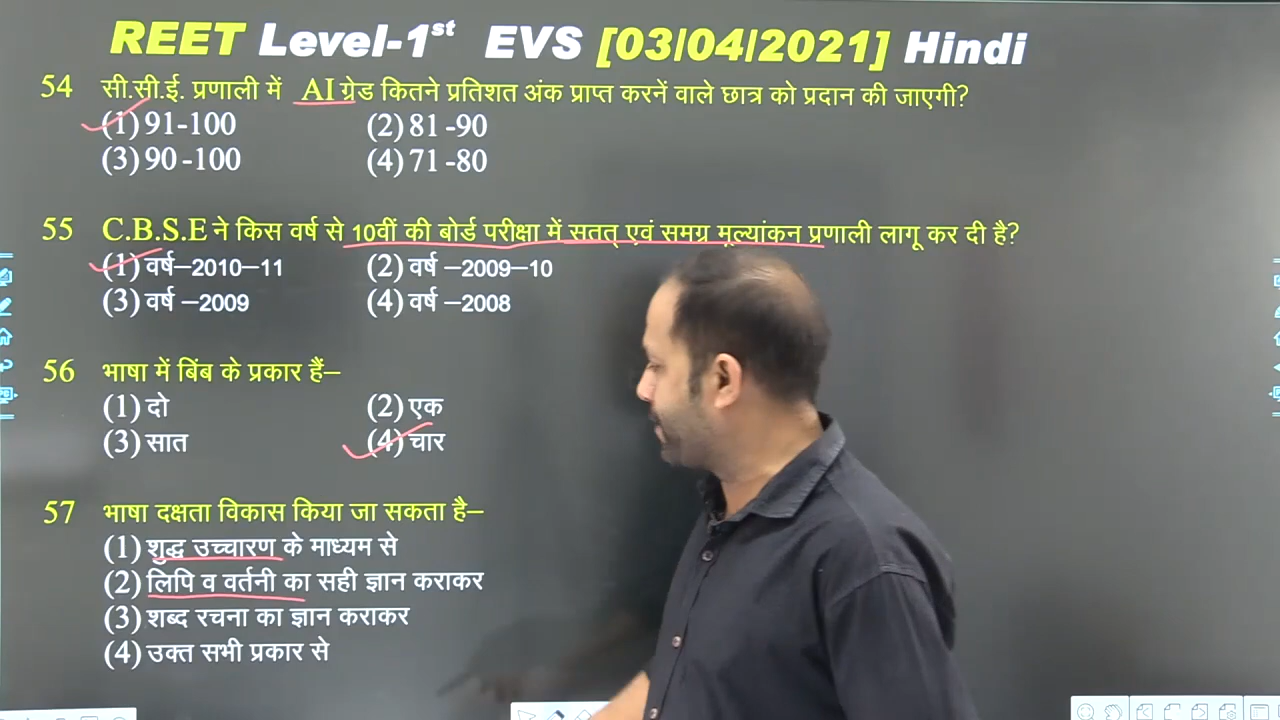 REET Level-1st EVS [03/04/2021] Hindi
54 सी.सी.ई. प्रणाली में AI ग्रेड कितने प्रतिशत अंक प्राप्त करनें वाले छात्र को प्रदान की जाएगी?
(1) 91-100 (2) 81 -90
(3) 90 -100 (4) 71 -80
55 C.B.S.E ने किस वर्ष से 10वीं की बोर्ड परीक्षा में सतत् एवं समग्र मूल्यांकन प्रणाली लागू कर दी है?
(1) वर्ष–2010–11 (2) वर्ष –2009–10
(3) वर्ष –2009 (4) वर्ष –2008
56 भाषा में बिंब के प्रकार हैं–
(1) दो (2) एक
(3) सात (4) चार
57 भाषा दक्षता विकास किया जा सकता है–
(1) शुद्ध उच्चारण के माध्यम से
(2) लिपि व वर्तनी का सही ज्ञान कराकर
(3) शब्द रचना का ज्ञान कराकर
(4) उक्त सभी प्रकार से